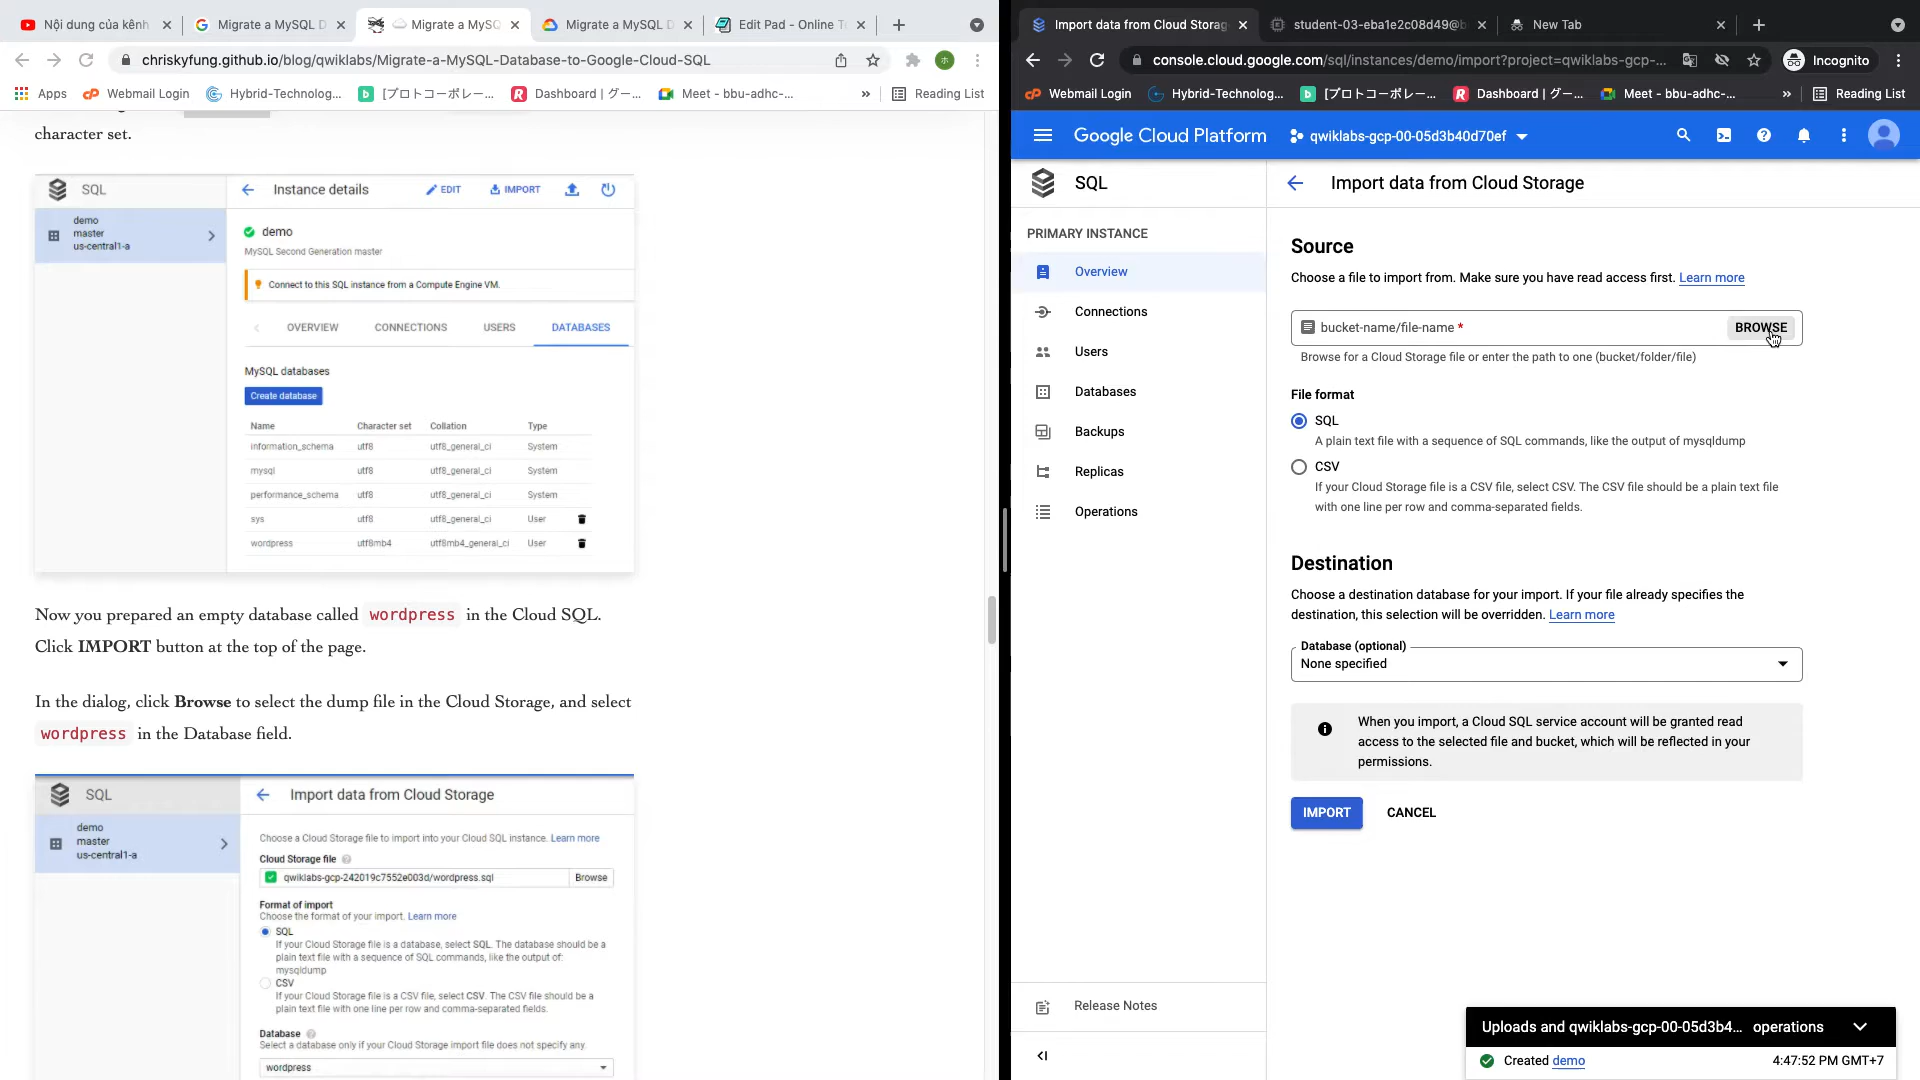 Nội dung của kênh
Migrate a MySQL D
Migrate a MySQ
Migrate a MySQL D
Edit Pad - Online T
chriskyfung.github.io/blog/qwiklabs/Migrate-a-MySQL-Database-to-Google-Cloud-SQL
Apps
Webmail Login
Hybrid-Technolog...
[プロトコーポレー...
Dashboard | グー...
Meet - bbu-adhc-...
»
Reading List
character set.
SQL
Instance details
EDIT
IMPORT
demo
master
us-central1-a
demo
MySQL Second Generation master
Connect to this SQL instance from a Compute Engine VM.
OVERVIEW
CONNECTIONS
USERS
DATABASES
MySQL databases
Create database
Name Character set Collation Type
information_schema utf8 utf8_general_ci System
mysql utf8 utf8_general_ci System
performance_schema utf8 utf8_general_ci System
sys utf8 utf8_general_ci User
wordpress utf8mb4 utf8mb4_general_ci User
Now you prepared an empty database called wordpress in the Cloud SQL.
Click IMPORT button at the top of the page.
In the dialog, click Browse to select the dump file in the Cloud Storage, and select
wordpress in the Database field.
SQL
Import data from Cloud Storage
demo
master
us-central1-a
Choose a Cloud Storage file to import into your Cloud SQL instance. Learn more
Cloud Storage file
qwiklabs-gcp-242019c7552e003d/wordpress.sql
Browse
Format of import
Choose the format of your import. Learn more
SQL
If your Cloud Storage file is a database, select SQL. The database should be a
plain text file with a sequence of SQL commands, like the output of:
mysqldump
CSV
If your Cloud Storage file is a CSV file, select CSV. The CSV file should be a
plain text file with one line per row and comma-separated fields.
Database
Select a database only if your Cloud Storage import file does not specify any.
wordpress
Import data from Cloud Storag
student-03-eba1e2c08d49@b
New Tab
console.cloud.google.com/sql/instances/demo/import?project=qwiklabs-gcp-...
Incognito
Webmail Login
Hybrid-Technolog...
[プロトコーポレー...
Dashboard | グー...
Meet - bbu-adhc-...
»
Reading List
Google Cloud Platform
qwiklabs-gcp-00-05d3b40d70ef
SQL
Import data from Cloud Storage
PRIMARY INSTANCE
Overview
Connections
Users
Databases
Backups
Replicas
Operations
Release Notes
Source
Choose a file to import from. Make sure you have read access first. Learn more
bucket-name/file-name *
BROWSE
Browse for a Cloud Storage file or enter the path to one (bucket/folder/file)
File format
SQL
A plain text file with a sequence of SQL commands, like the output of mysqldump
CSV
If your Cloud Storage file is a CSV file, select CSV. The CSV file should be a plain text file
with one line per row and comma-separated fields.
Destination
Choose a destination database for your import. If your file already specifies the
destination, this selection will be overridden. Learn more
Database (optional)
None specified
When you import, a Cloud SQL service account will be granted read
access to the selected file and bucket, which will be reflected in your
permissions.
IMPORT
CANCEL
Uploads and qwiklabs-gcp-00-05d3b4... operations
Created demo
4:47:52 PM GMT+7